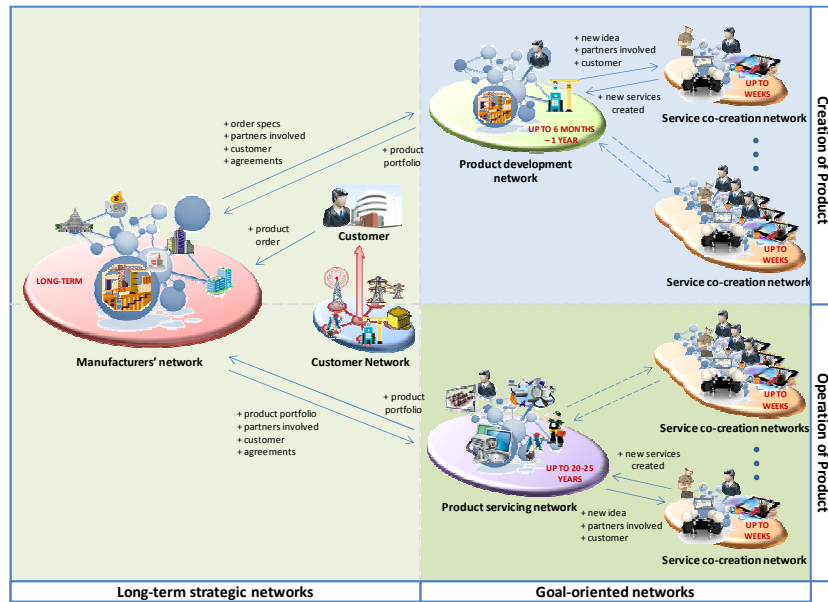 + new idea
+ partners involved
+ customer
UP TO
WEEKS
+ new services
created
Service co-creation network
UP TO 6 MONTHS
– 1 YEAR
Product development
network
+ order specs
+ partners involved
+ customer
+ agreements
+ product
portfolio
+ product
order
Customer
UP TO
WEEKS
Service co-creation network
LONG-TERM
Manufacturers' network
Customer Network
Creation of Product
+ product portfolio
+ partners involved
+ customer
+ agreements
+ product
portfolio
UP TO
WEEKS
Service co-creation networks
UP TO 20-25
YEARS
Product servicing network
+ new services
created
+ new idea
+ partners involved
+ customer
UP TO
WEEKS
Service co-creation network
Operation of Product
Long-term strategic networks
Goal-oriented networks